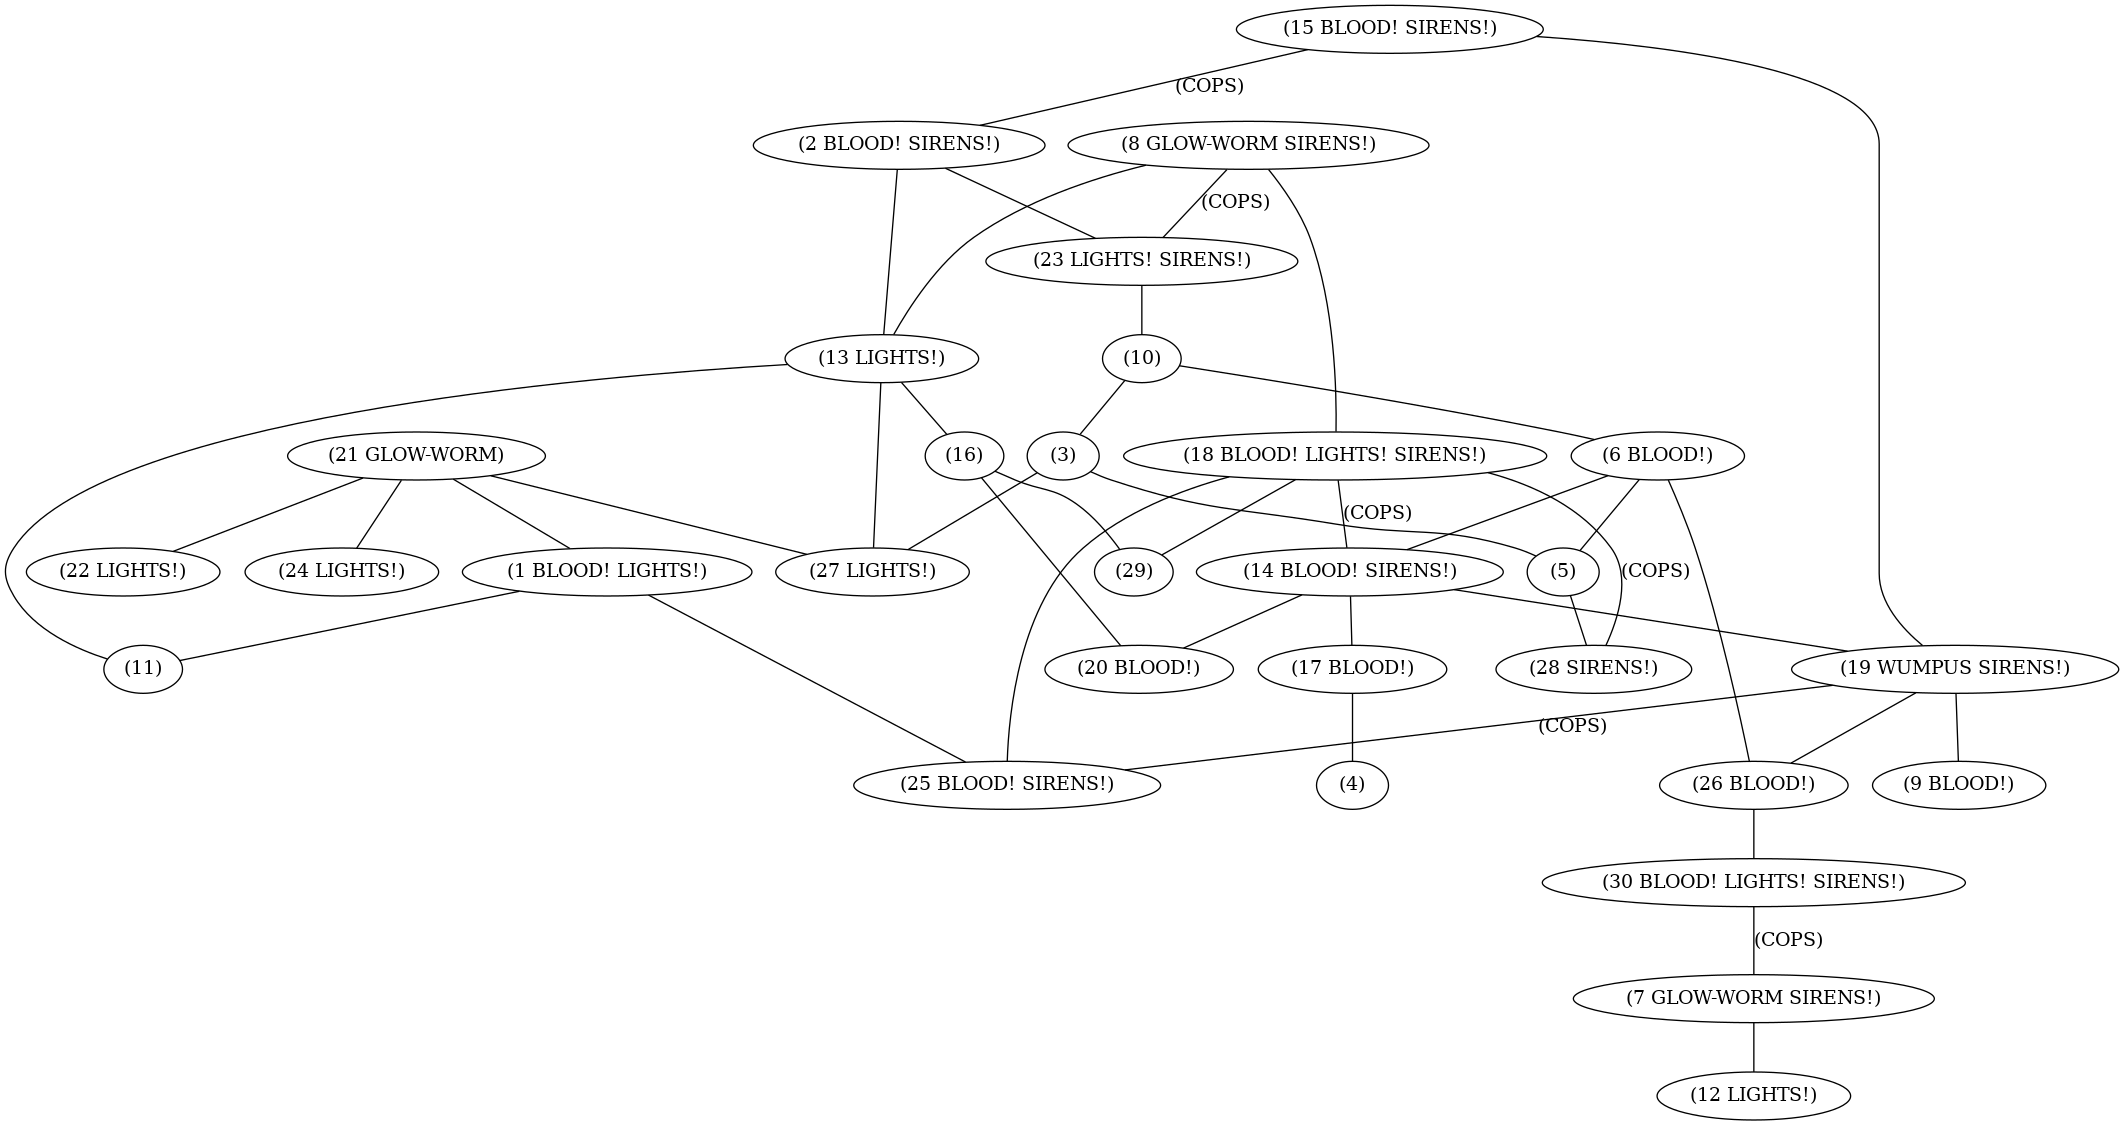 (15 BLOOD! SIRENS!)
(COPS)
(2 BLOOD! SIRENS!)
(8 GLOW-WORM SIRENS!)
(COPS)
(23 LIGHTS! SIRENS!)
(13 LIGHTS!)
(10)
(21 GLOW-WORM)
(16)
(3)
(18 BLOOD! LIGHTS! SIRENS!)
(6 BLOOD!)
(COPS)
(22 LIGHTS!)
(24 LIGHTS!)
(1 BLOOD! LIGHTS!)
(27 LIGHTS!)
(29)
(14 BLOOD! SIRENS!)
(5)
(COPS)
(11)
(20 BLOOD!)
(17 BLOOD!)
(28 SIRENS!)
(19 WUMPUS SIRENS!)
(COPS)
(25 BLOOD! SIRENS!)
(4)
(26 BLOOD!)
(9 BLOOD!)
(30 BLOOD! LIGHTS! SIRENS!)
(COPS)
(7 GLOW-WORM SIRENS!)
(12 LIGHTS!)